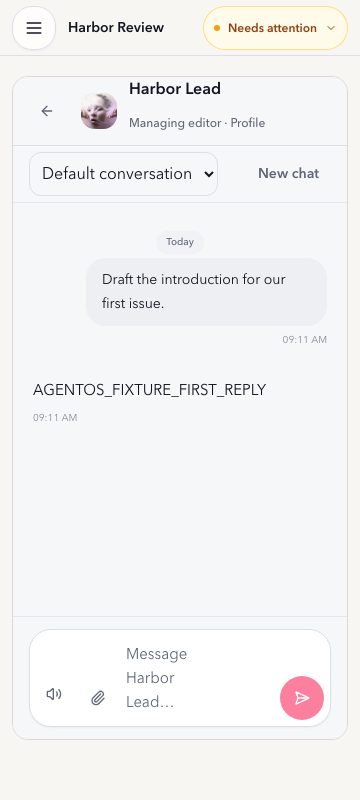 Harbor Review
Needs attention
Harbor Lead
Managing editor · Profile
Default conversation
New chat
Today
Draft the introduction for our
first issue.
09:11 AM
AGENTOS_FIXTURE_FIRST_REPLY
09:11 AM
Message
Harbor
Lead...